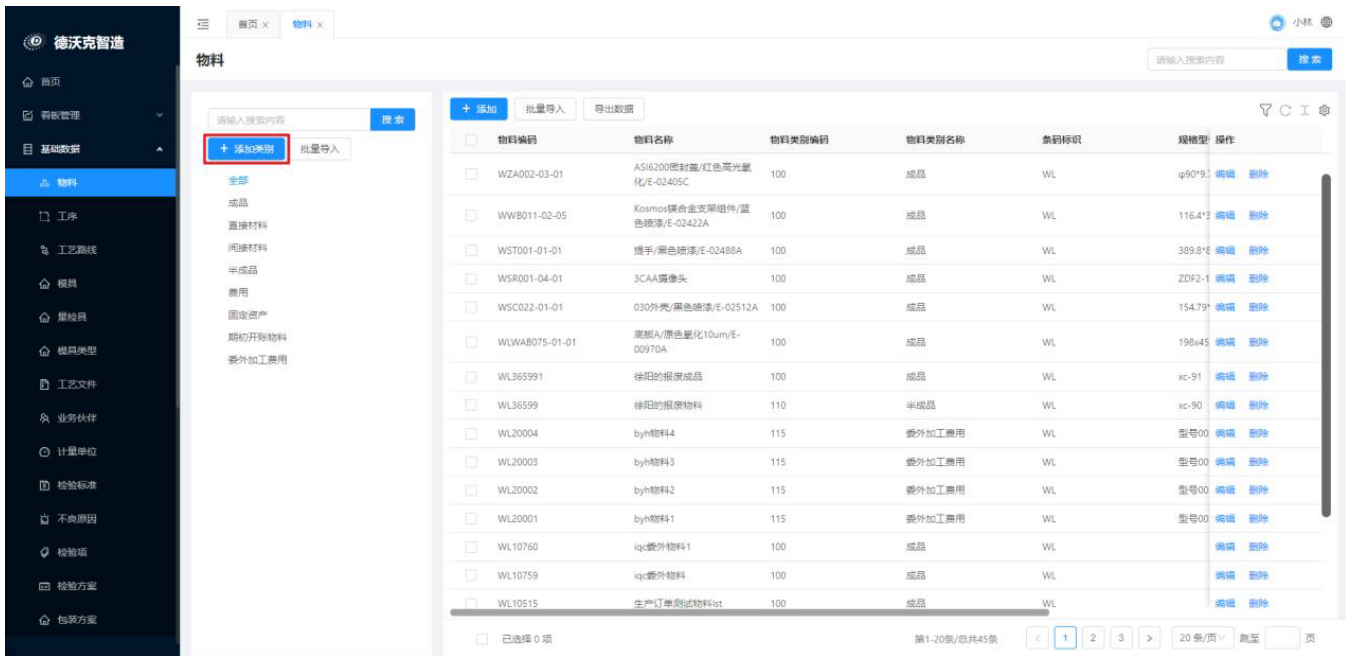 德沃克智造
首页
看板管理
基础数据
物料
工序
工艺路线
模具
量检具
模具类型
工艺文件
业务伙伴
计量单位
检验标准
不良原因
检验项
检验方案
包装方案
首页 × 物料 ×
小林
物料
请输入搜索内容 搜索
请输入搜索内容 搜索
+ 添加类别 批量导入
全部
成品
直接材料
间接材料
半成品
费用
固定资产
期初开账物料
委外加工费用
+ 添加 批量导入 导出数据
物料编码 物料名称 物料类别编码 物料类别名称 条码标识 规格型 操作
WZA002-03-01 ASI6200密封盖/红色高光氧化/E-02405C 100 成品 WL φ90*9. 编辑 删除
WWB011-02-05 Kosmos镁合金支架组件/蓝色喷漆/E-02422A 100 成品 WL 116.4* 编辑 删除
WST001-01-01 提手/黑色喷漆/E-02488A 100 成品 WL 389.8* 编辑 删除
WSR001-04-01 3CAA摄像头 100 成品 WL ZDF2-1 编辑 删除
WSC022-01-01 030外壳/黑色喷漆/E-02512A 100 成品 WL 154.79* 编辑 删除
WLWAB075-01-01 底板A/原色氧化10um/E-00970A 100 成品 WL 198x45 编辑 删除
WL365991 徐阳的报废成品 100 成品 WL xc-91 编辑 删除
WL36599 徐阳的报废物料 110 半成品 WL xc-90 编辑 删除
WL20004 byh物料4 115 委外加工费用 WL 型号00 编辑 删除
WL20003 byh物料3 115 委外加工费用 WL 型号00 编辑 删除
WL20002 byh物料2 115 委外加工费用 WL 型号00 编辑 删除
WL20001 byh物料1 115 委外加工费用 WL 型号00 编辑 删除
WL10760 iqc委外物料1 100 成品 WL 编辑 删除
WL10759 iqc委外物料 100 成品 WL 编辑 删除
WL10515 生产订单测试物料lst 100 成品 WL 编辑 删除
已选择 0 项 第1-20条/总共45条 < 1 2 3 > 20 条/页 跳至 页